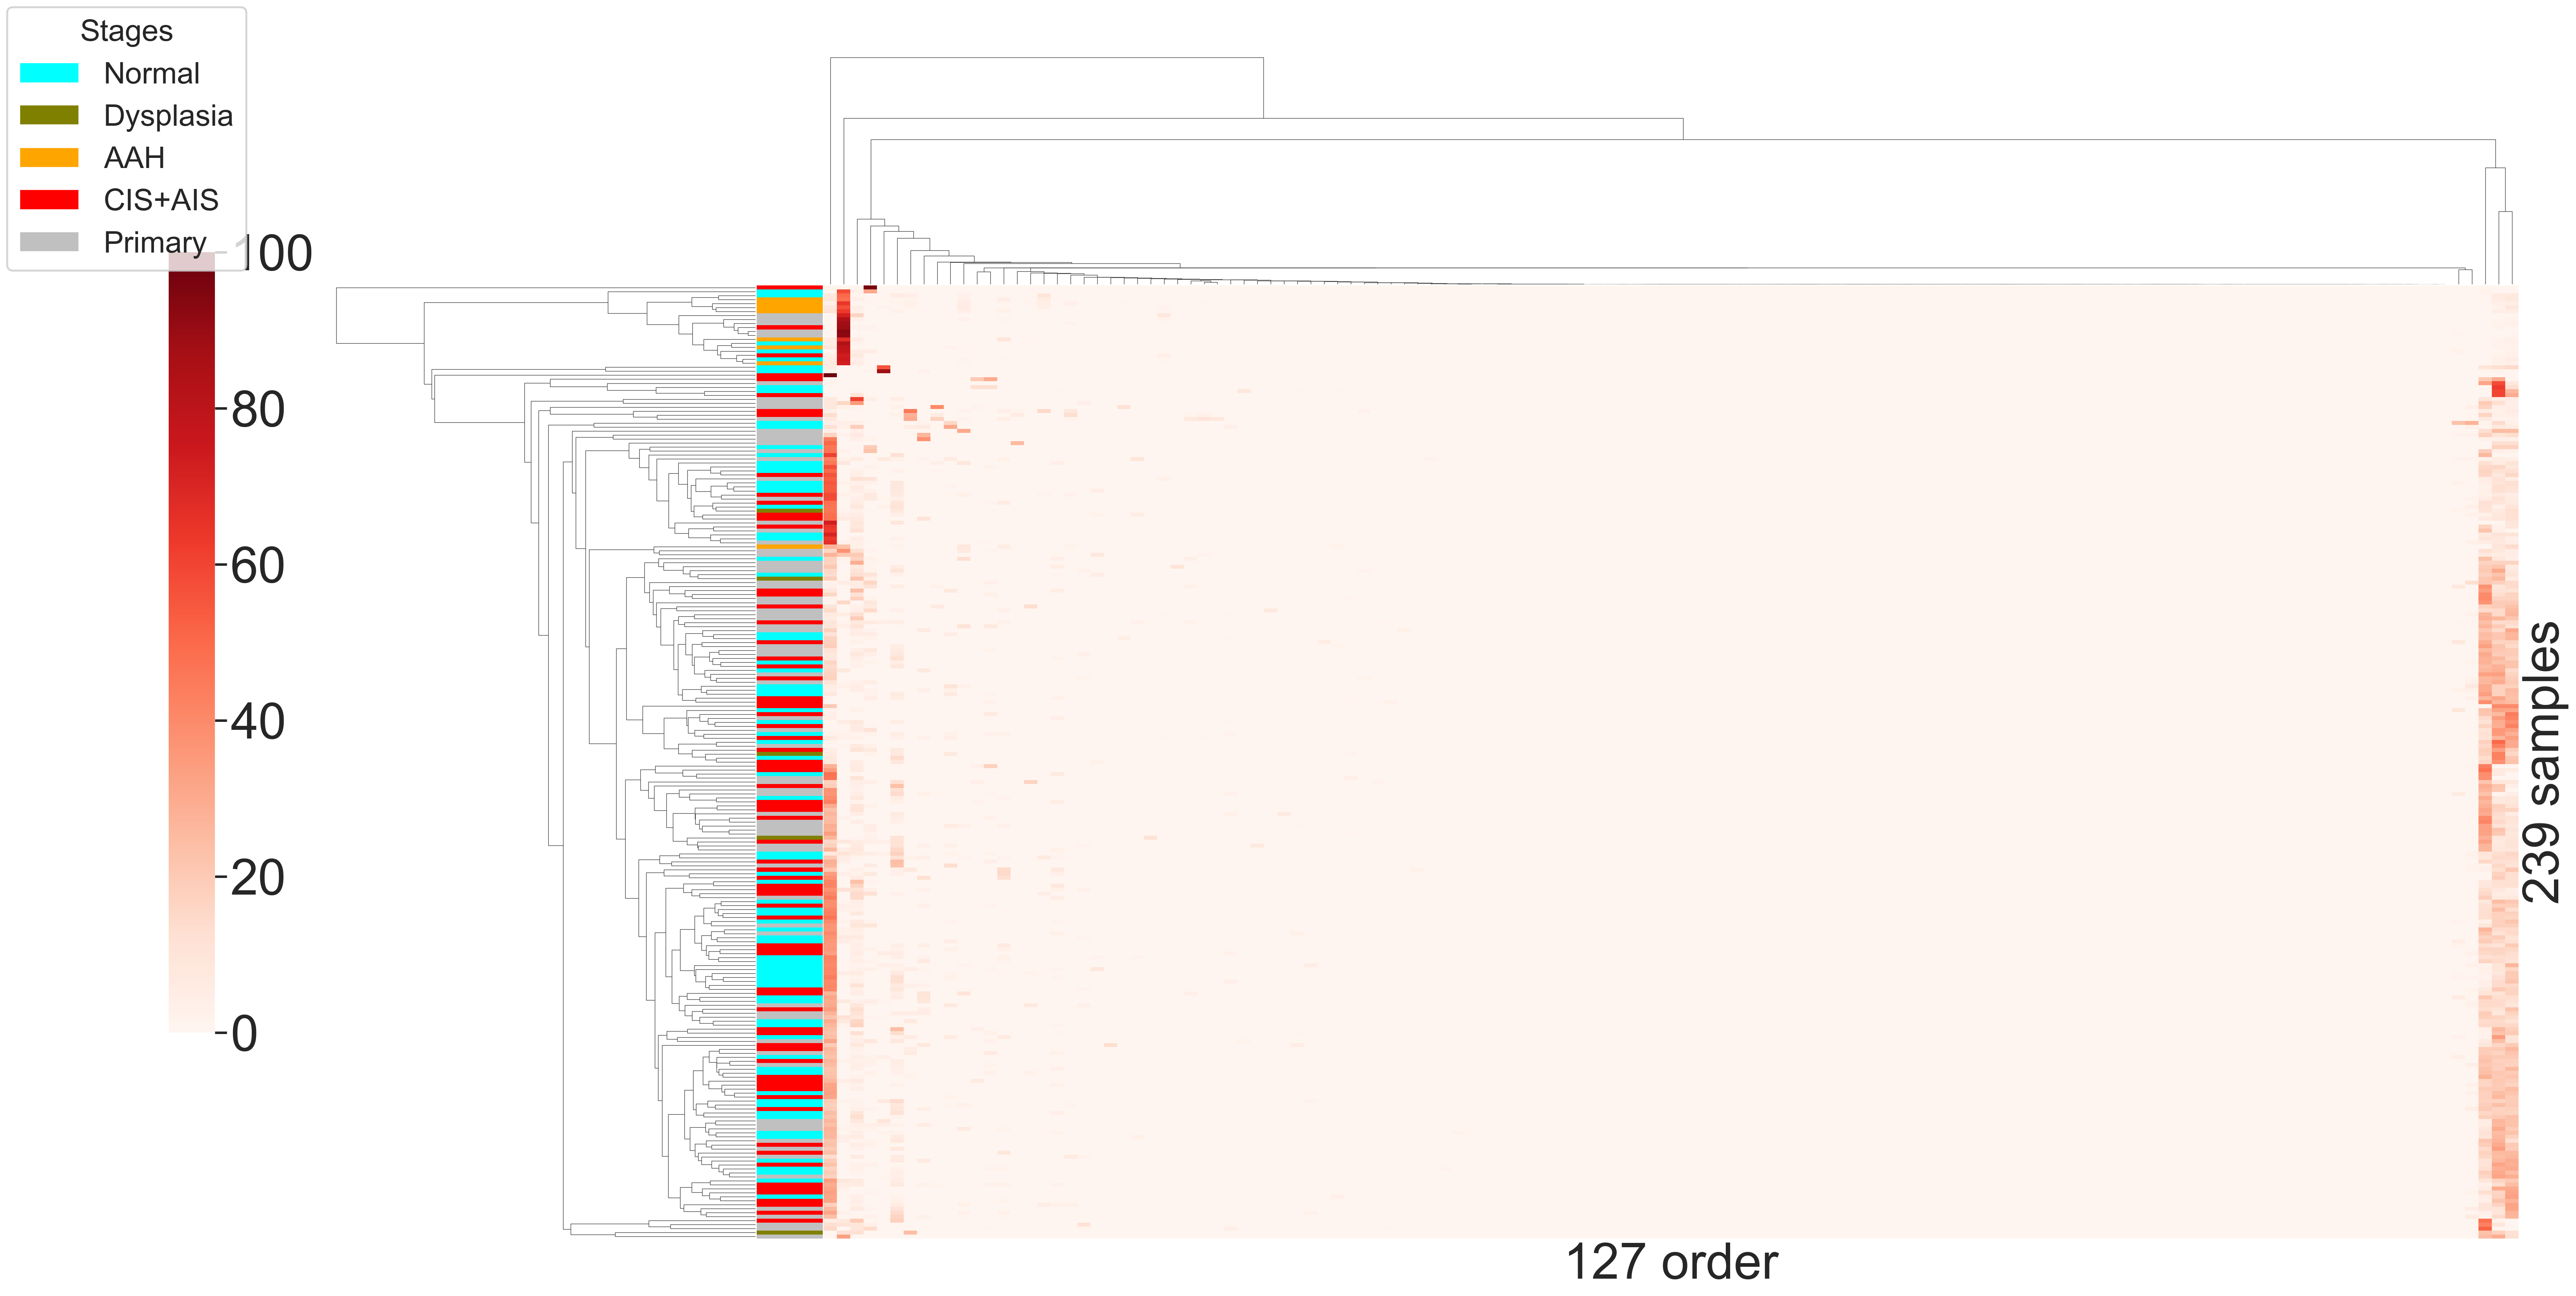 Stages
Normal
Dysplasia
AAH
CIS+AIS
Primary
100
80
60
40
20
0
239 samples
127 order